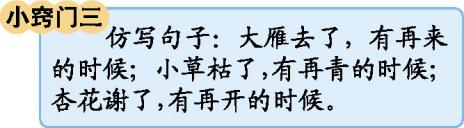 小窍门三
仿写句子：大雁去了，有再来
的时候；小草枯了，有再青的时候；
杏花谢了，有再开的时候。